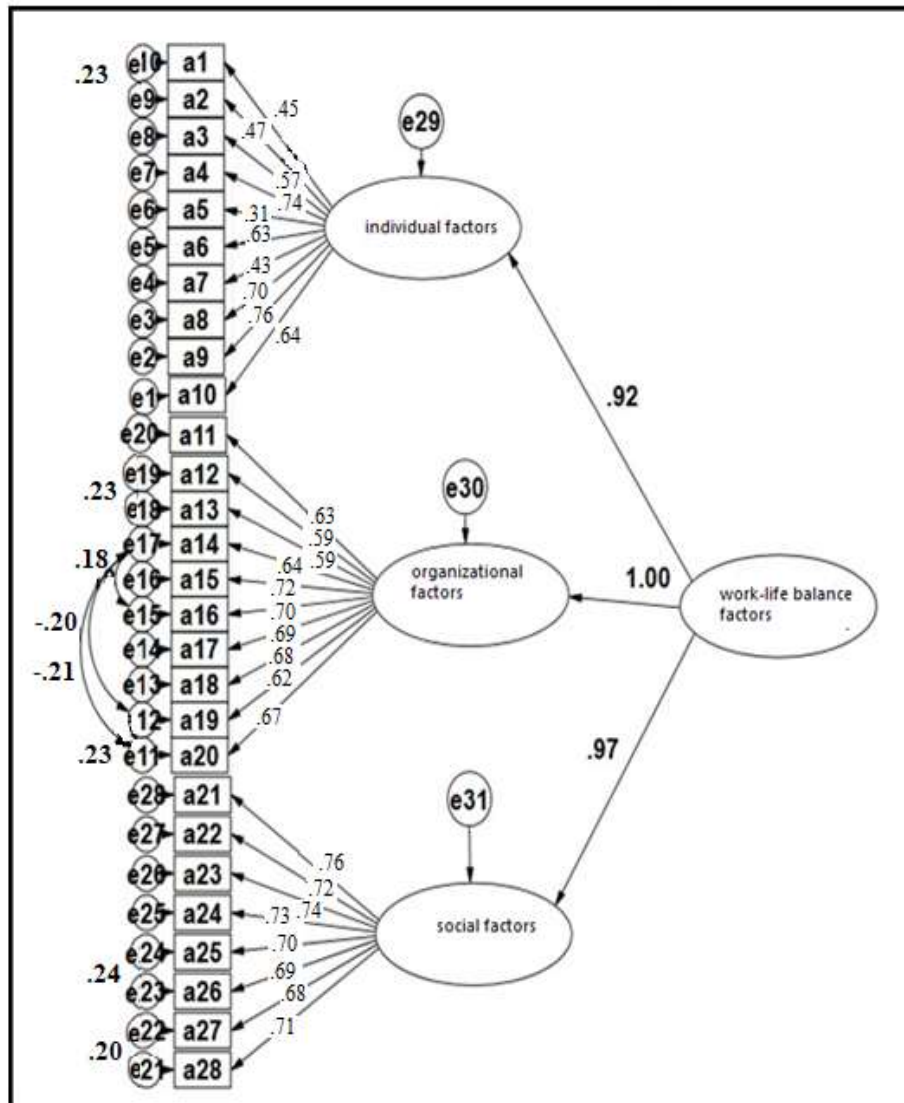 .23
e10 a1
e9 a2
e8 a3
e7 a4
e6 a5
e5 a6
e4 a7
e3 a8
e2 a9
e1 a10
.45
.47
.57
.74
.31
.63
.43
.70
.76
.64
e29
individual factors
.92
e20 a11
e19 a12
.23
e18 a13
e17 a14
.18
e16 a15
e15 a16
-.20
e14 a17
-.21
e13 a18
12 a19
.23
e11 a20
.63
.59
.59
.64
.72
.70
.69
.68
.62
.67
e30
organizational
factors
1.00
work-life balance
factors
.97
e28 a21
e27 a22
e26 a23
e25 a24
e24 a25
.24
e23 a26
e22 a27
.20
e21 a28
.76
.72
.74
.73
.70
.69
.68
.71
e31
social factors